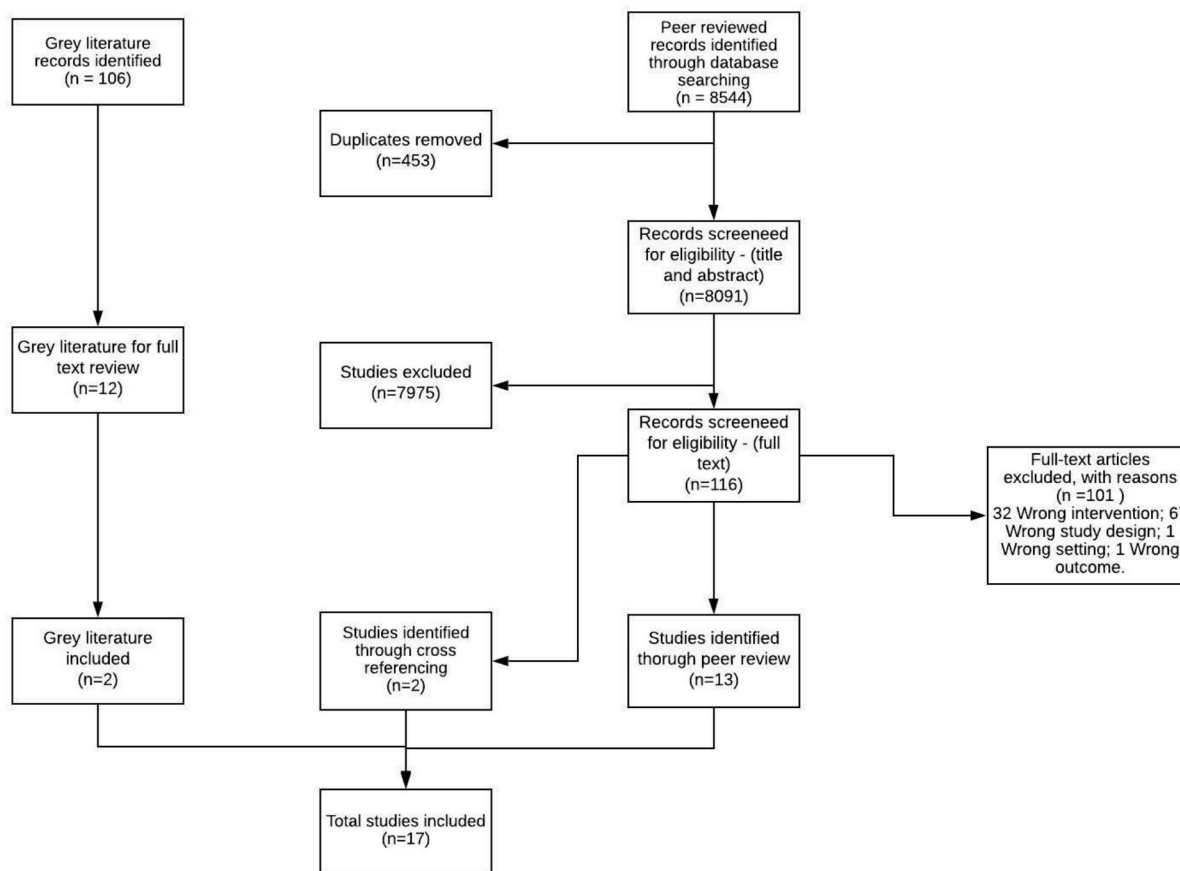 Grey literature
records identified
(n = 106)
Peer reviewed
records identified
through database
searching
(n = 8544)
Duplicates removed
(n=453)
Records screeneed
for eligibility - (title
and abstract)
(n=8091)
Grey literature for full
text review
(n=12)
Studies excluded
(n=7975)
Records screeneed
for eligibility - (full
text)
(n=116)
Full-text articles
excluded, with reasons
(n =101 )
32 Wrong intervention; 67
Wrong study design; 1
Wrong setting; 1 Wrong
outcome.
Grey literature
included
(n=2)
Studies identified
through cross
referencing
(n=2)
Studies identified
thorugh peer review
(n=13)
Total studies included
(n=17)